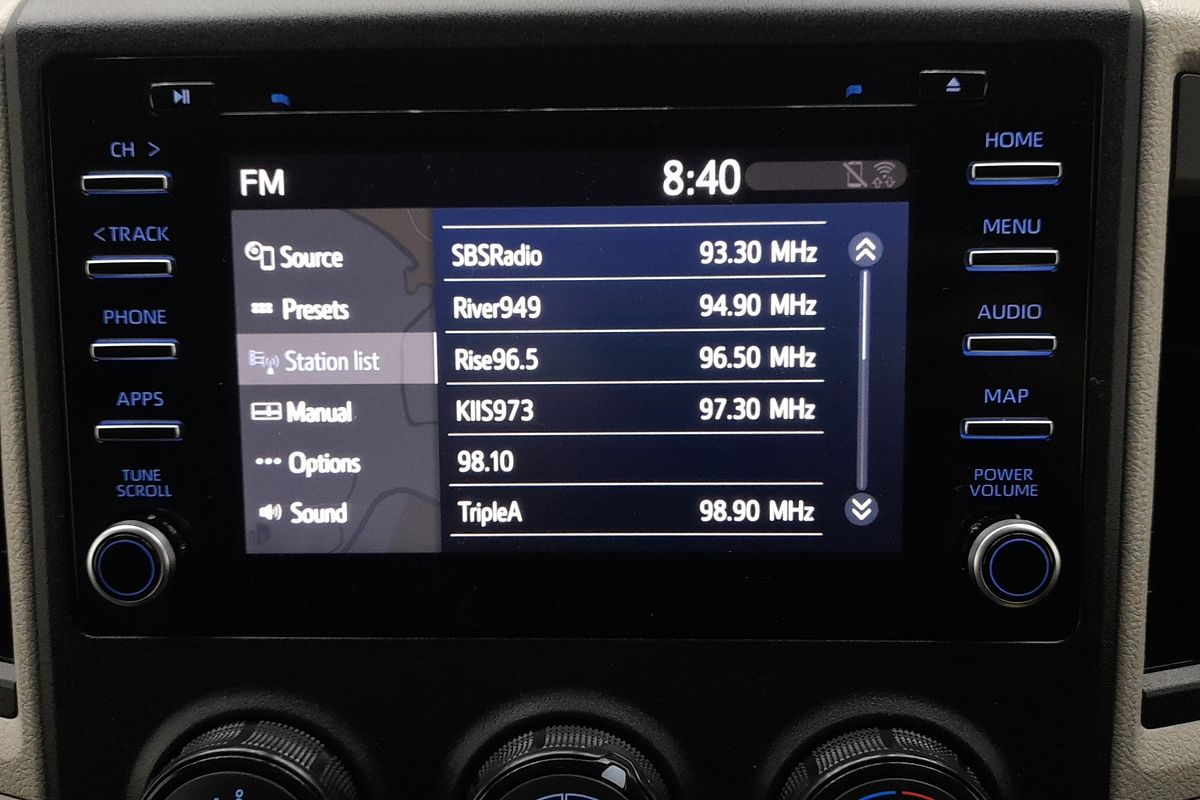 CH >
<TRACK
PHONE
APPS
TUNE
SCROLL
FM
8:40
Source
Presets
Station list
Manual
Options
Sound
SBSRadio 93.30 MHz
River949 94.90 MHz
Rise96.5 96.50 MHz
KIIS973 97.30 MHz
98.10
TripleA 98.90 MHz
HOME
MENU
AUDIO
MAP
POWER
VOLUME